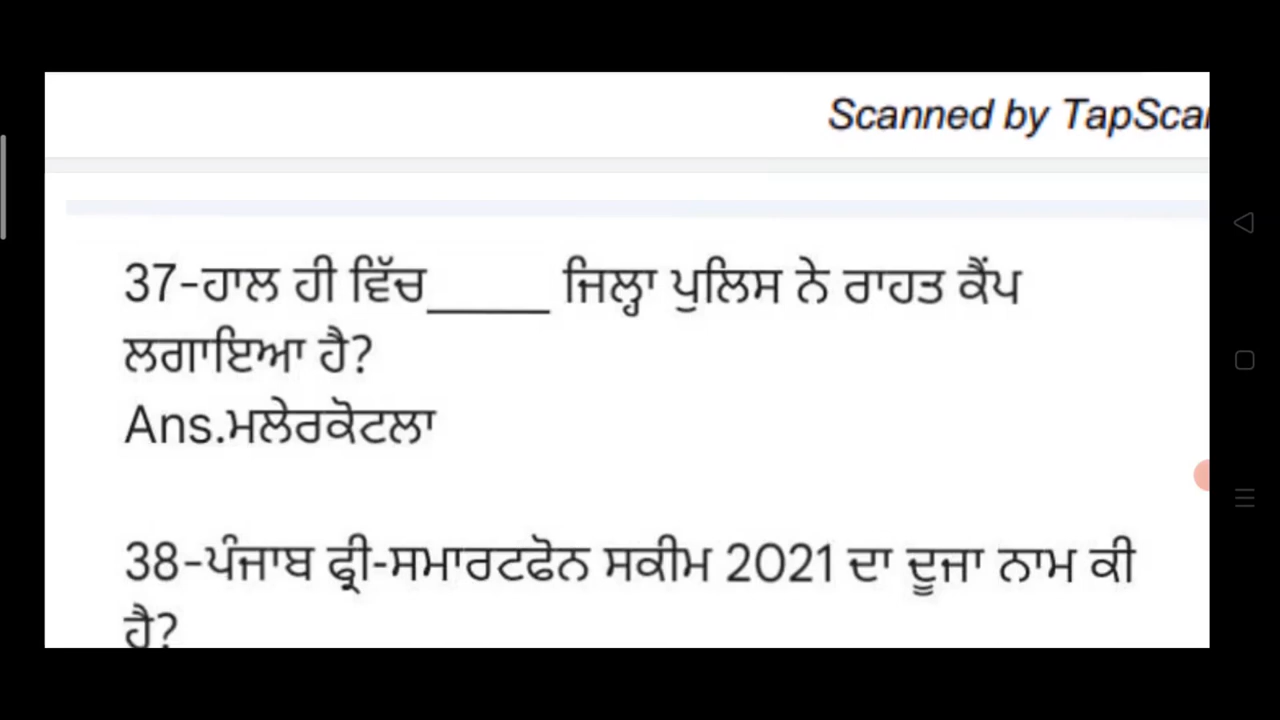 Scanned by TapScan
37-ਹਾਲ ਹੀ ਵਿੱਚ_____ ਜਿਲ੍ਹਾ ਪੁਲਿਸ ਨੇ ਰਾਹਤ ਕੈਂਪ
ਲਗਾਇਆ ਹੈ?
Ans.ਮਲੇਰਕੋਟਲਾ
38-ਪੰਜਾਬ ਫ੍ਰੀ-ਸਮਾਰਟਫੋਨ ਸਕੀਮ 2021 ਦਾ ਦੂਜਾ ਨਾਮ ਕੀ
ਹੈ?